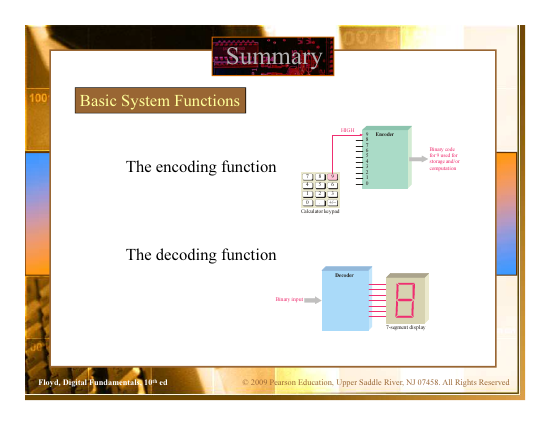 Summary
Basic System Functions
The encoding function
HIGH
Encoder
9
8
7
6
5
4
3
2
1
0
Binary code
for 9 used for
storage and/or
computation
7 8 9
4 5 6
1 2 3
0 . +/–
Calculator keypad
The decoding function
Decoder
Binary input
7-segment display
Floyd, Digital Fundamentals, 10th ed
© 2009 Pearson Education, Upper Saddle River, NJ 07458. All Rights Reserved